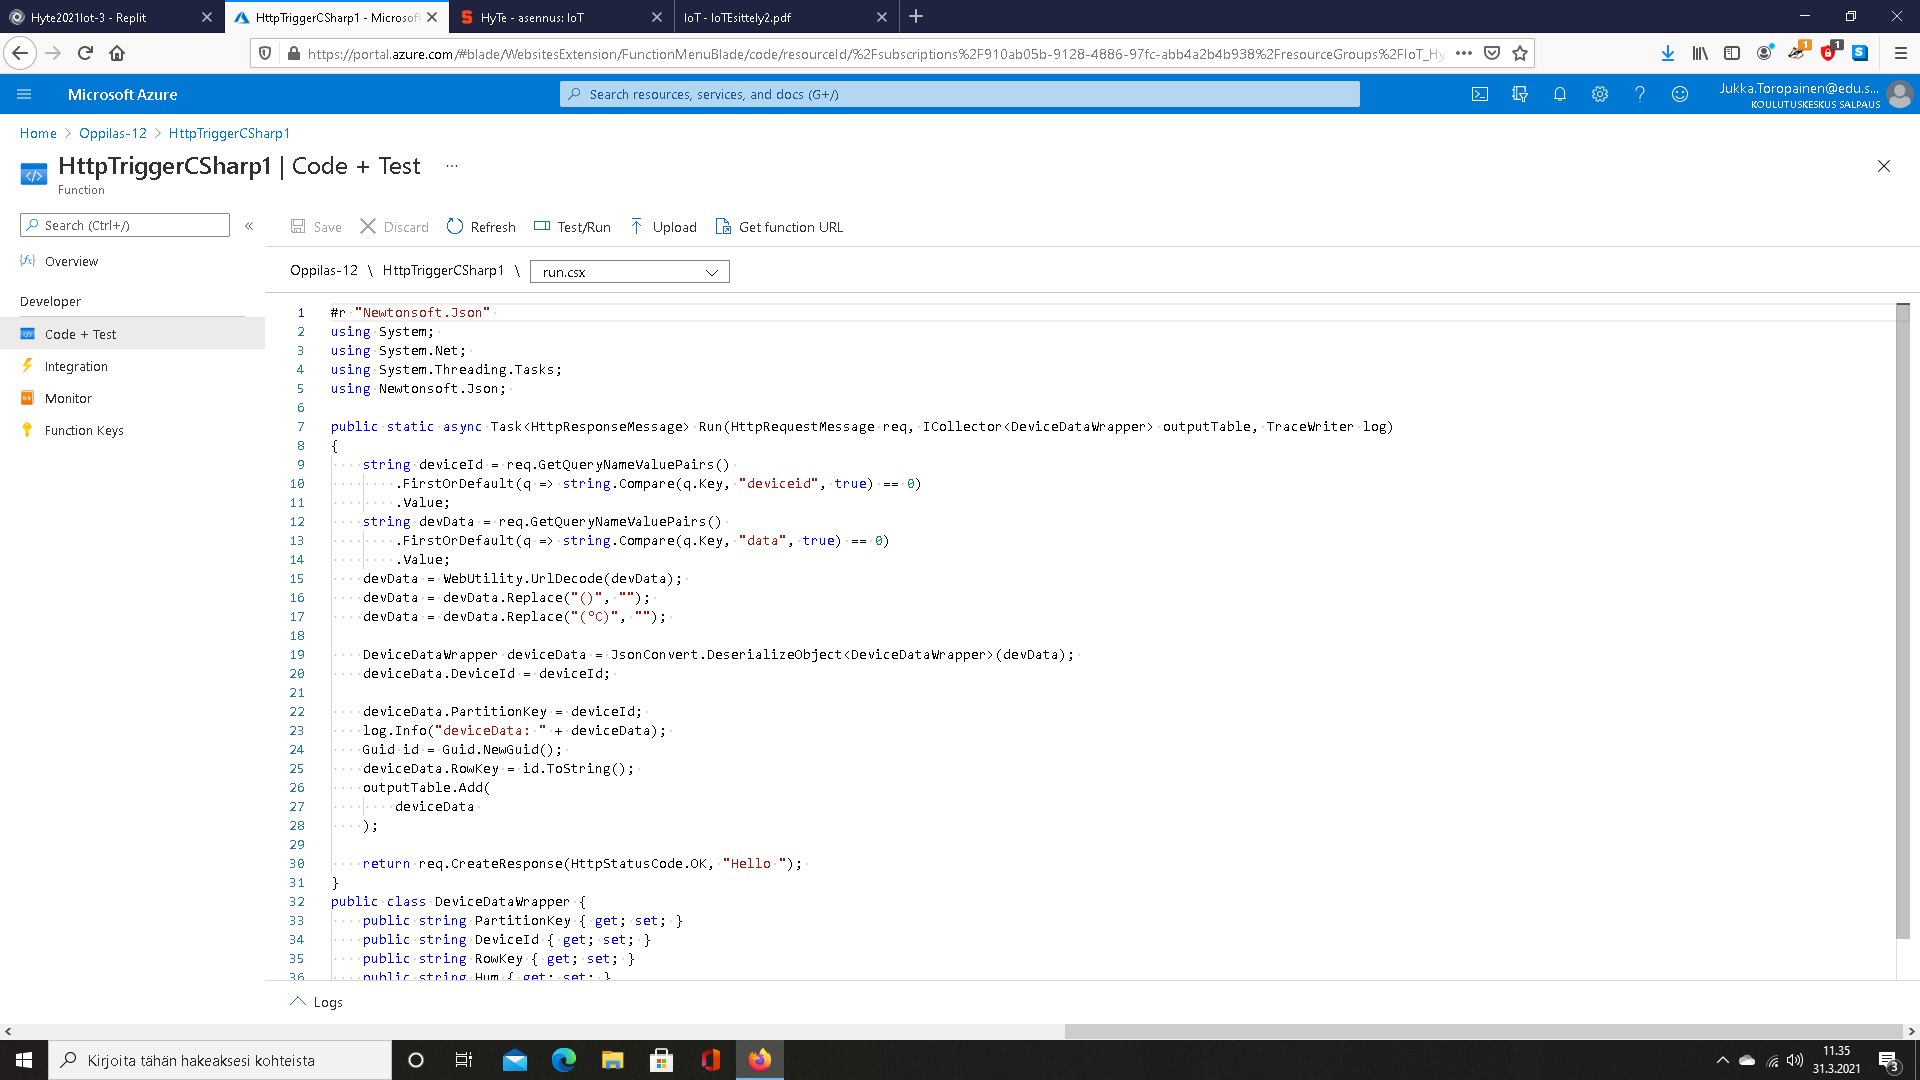 Hyte2021Iot-3 - Replit
HttpTriggerCSharp1 - Microsoft
HyTe - asennus: IoT
IoT - IoTEsittely2.pdf
https://portal.azure.com/#blade/WebsitesExtension/FunctionMenuBlade/code/resourceId/%2Fsubscriptions%2F910ab05b-9128-4886-97fc-abb4a2b4b938%2FresourceGroups%2FIoT_Hy
1
1
Microsoft Azure
Search resources, services, and docs (G+/)
Jukka.Toropainen@edu.s...
KOULUTUSKESKUS SALPAUS
Home > Oppilas-12 > HttpTriggerCSharp1
HttpTriggerCSharp1 | Code + Test ...
Function
Search (Ctrl+/)
«
Save
Discard
Refresh
Test/Run
Upload
Get function URL
Overview
Developer
Code + Test
Integration
Monitor
Function Keys
Oppilas-12 \ HttpTriggerCSharp1 \ run.csx
1 #r "Newtonsoft.Json"
2 using System;
3 using System.Net;
4 using System.Threading.Tasks;
5 using Newtonsoft.Json;
6
7 public static async Task<HttpResponseMessage> Run(HttpRequestMessage req, ICollector<DeviceDataWrapper> outputTable, TraceWriter log)
8 {
9 string deviceId = req.GetQueryNameValuePairs()
10 .FirstOrDefault(q => string.Compare(q.Key, "deviceid", true) == 0)
11 .Value;
12 string devData = req.GetQueryNameValuePairs()
13 .FirstOrDefault(q => string.Compare(q.Key, "data", true) == 0)
14 .Value;
15 devData = WebUtility.UrlDecode(devData);
16 devData = devData.Replace("()", "");
17 devData = devData.Replace("(°C)", "");
18
19 DeviceDataWrapper deviceData = JsonConvert.DeserializeObject<DeviceDataWrapper>(devData);
20 deviceData.DeviceId = deviceId;
21
22 deviceData.PartitionKey = deviceId;
23 log.Info("deviceData: " + deviceData);
24 Guid id = Guid.NewGuid();
25 deviceData.RowKey = id.ToString();
26 outputTable.Add(
27 deviceData
28 );
29
30 return req.CreateResponse(HttpStatusCode.OK, "Hello ");
31 }
32 public class DeviceDataWrapper {
33 public string PartitionKey { get; set; }
34 public string DeviceId { get; set; }
35 public string RowKey { get; set; }
36 public string Hum { get; set; }
Logs
Kirjoita tähän hakeaksesi kohteista
11.35
31.3.2021
3